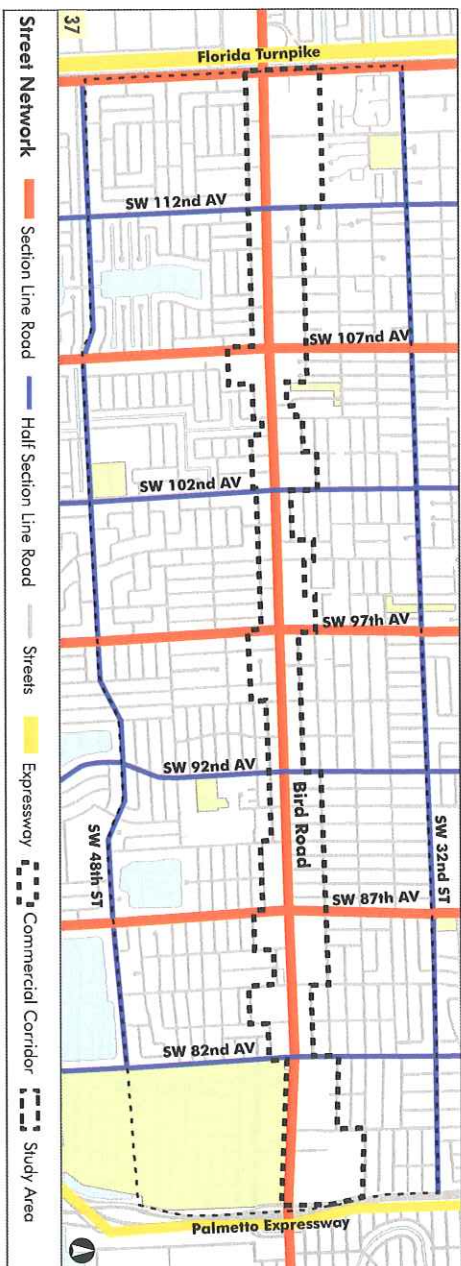 Florida Turnpike
SW 112nd AV
SW 107nd AV
SW 102nd AV
SW 97th AV
SW 92nd AV
Bird Road
SW 87th AV
SW 82nd AV
SW 32nd ST
SW 48th ST
Palmetto Expressway
37
Street Network Section Line Road Half Section Line Road Streets Expressway Commercial Corridor Study Area